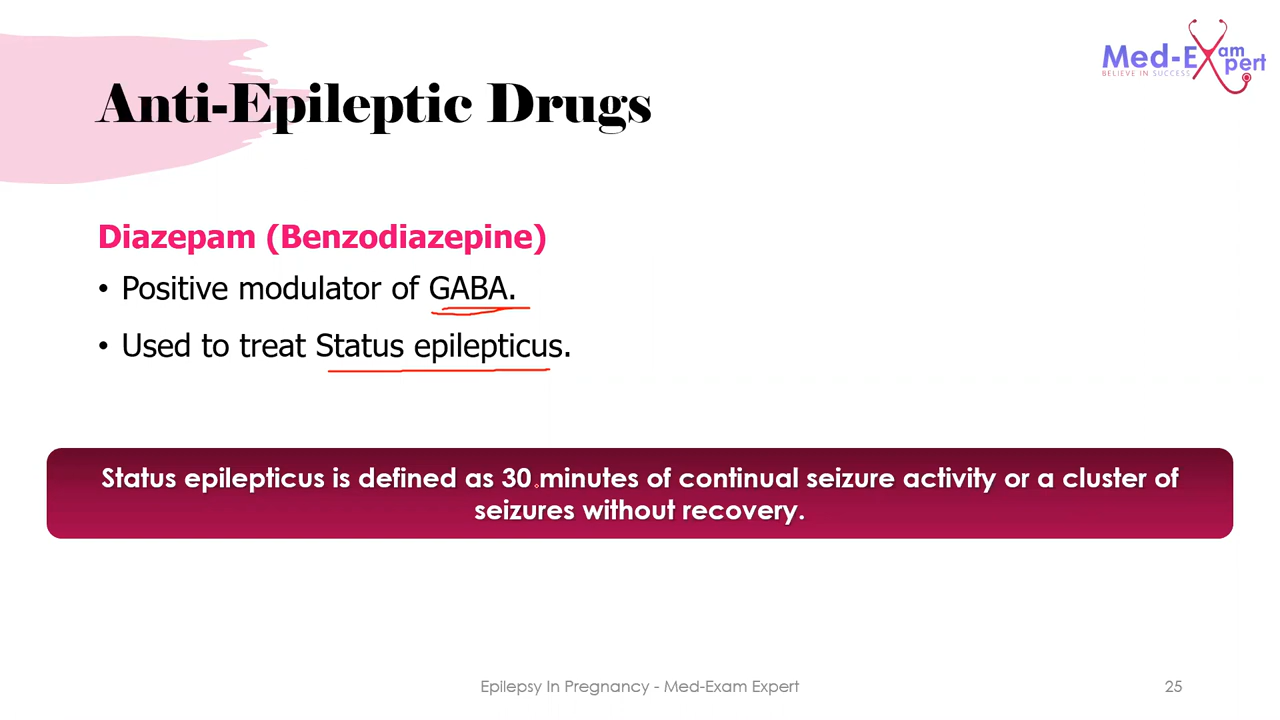 Med-Exam Expert
BELIEVE IN SUCCESS
Anti-Epileptic Drugs
Diazepam (Benzodiazepine)
• Positive modulator of GABA.
• Used to treat Status epilepticus.
Status epilepticus is defined as 30 minutes of continual seizure activity or a cluster of
seizures without recovery.
Epilepsy In Pregnancy - Med-Exam Expert
25